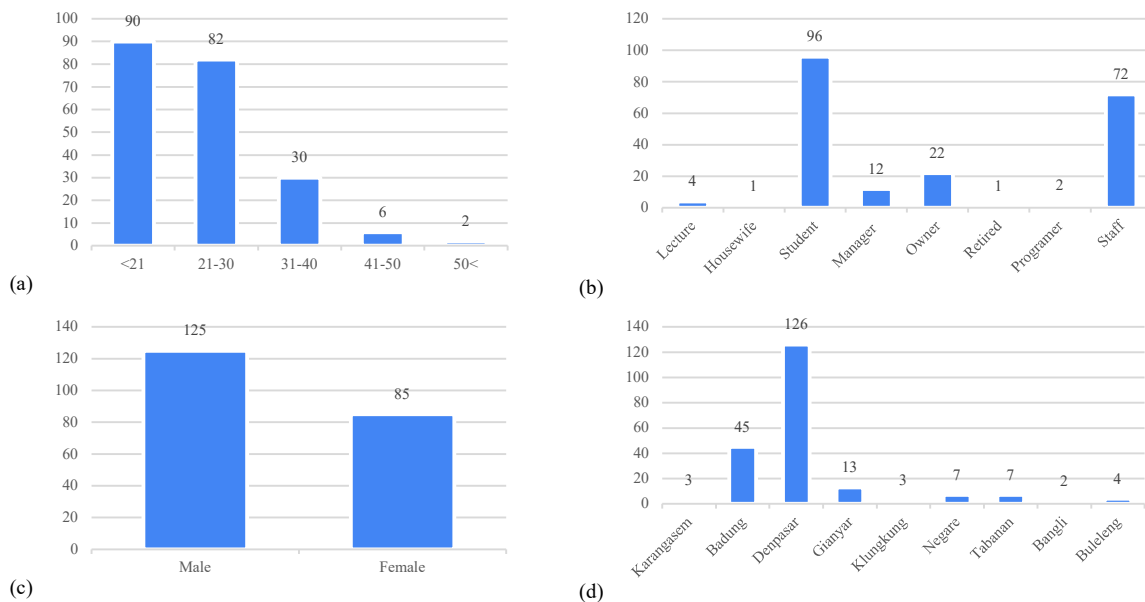 100
90
80
70
60
50
40
30
20
10
0
90
82
30
6
2
<21
21-30
31-40
41-50
50<
(a)
120
100
80
60
40
20
0
4
1
96
12
22
1
2
72
Lecture
Housewife
Student
Manager
Owner
Retired
Programer
Staff
(b)
140
120
100
80
60
40
20
0
125
85
Male
Female
(c)
140
120
100
80
60
40
20
0
3
45
126
13
3
7
7
2
4
Karangasem
Badung
Denpasar
Gianyar
Klungkung
Negare
Tabanan
Bangli
Buleleng
(d)